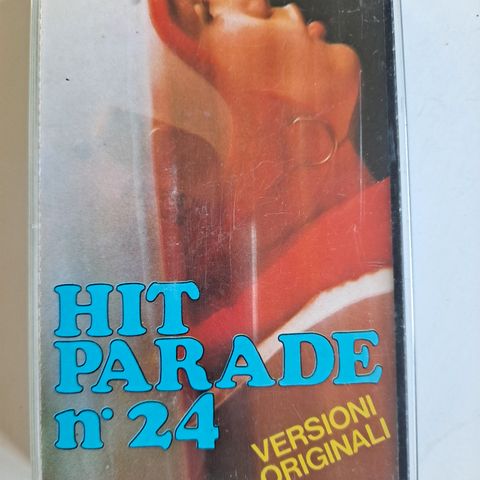 HIT
PARADE
n° 24
VERSIONI
ORIGINALI